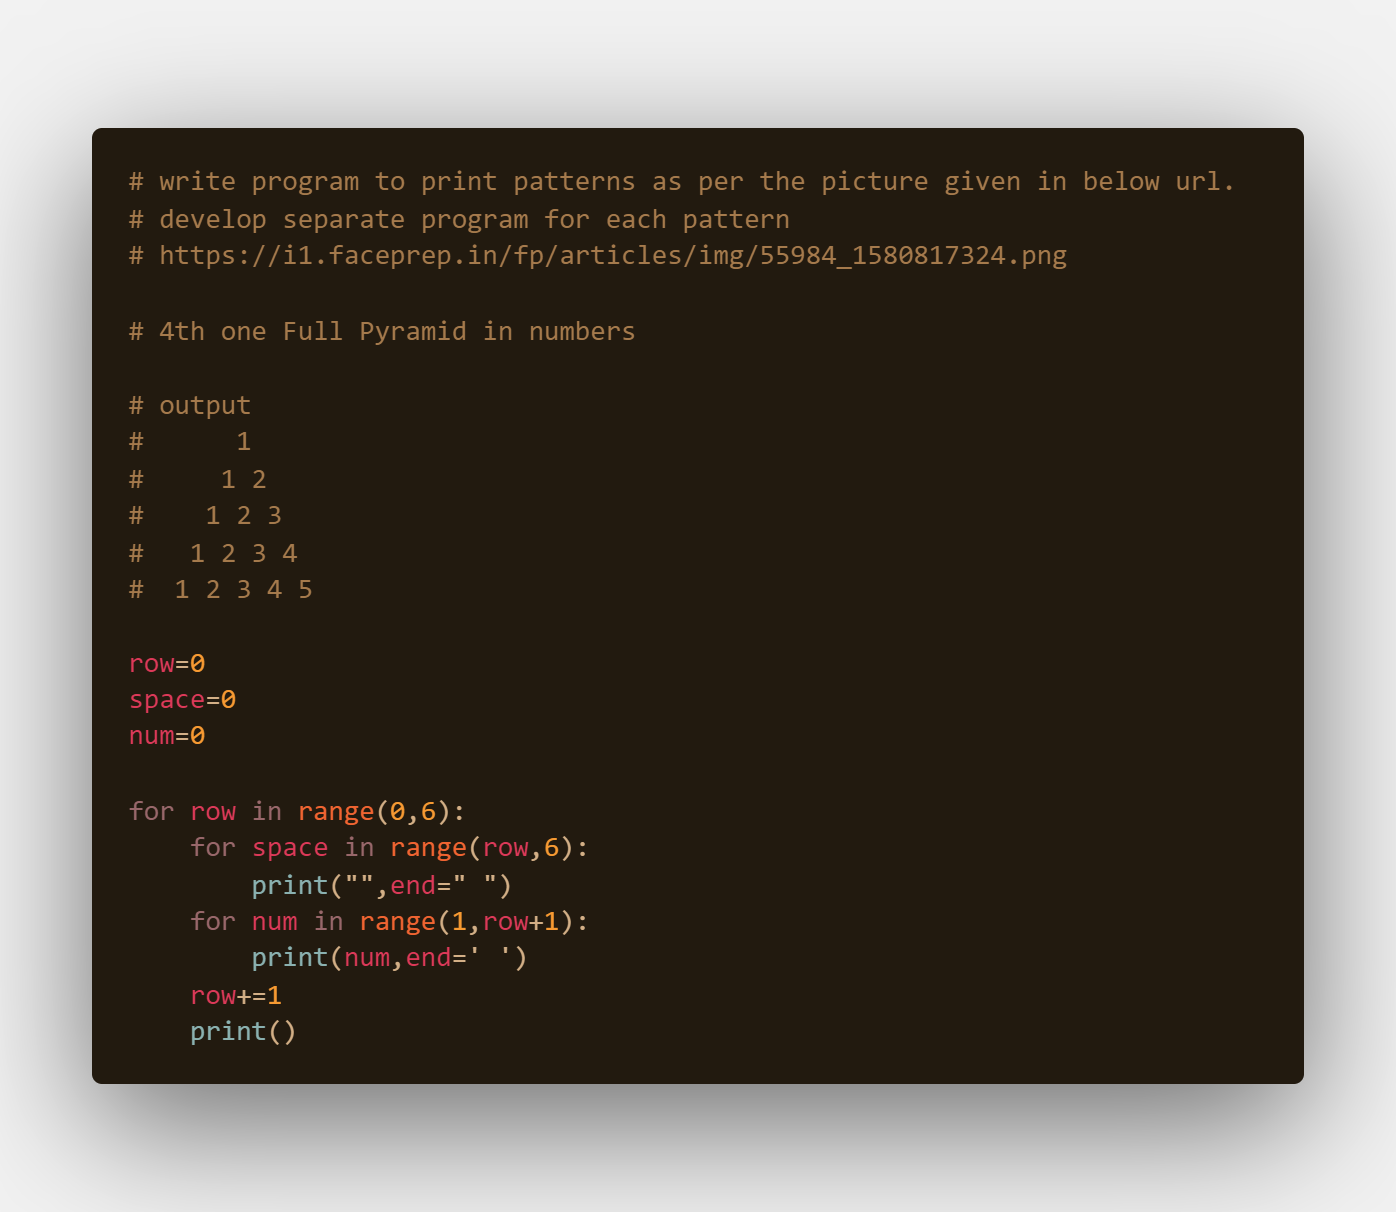 # write program to print patterns as per the picture given in below url.
# develop separate program for each pattern
# https://i1.faceprep.in/fp/articles/img/55984_1580817324.png

# 4th one Full Pyramid in numbers

# output
#      1
#     1 2
#    1 2 3
#   1 2 3 4
#  1 2 3 4 5

row=0
space=0
num=0

for row in range(0,6):
    for space in range(row,6):
        print("",end=" ")
    for num in range(1,row+1):
        print(num,end=' ')
    row+=1
    print()